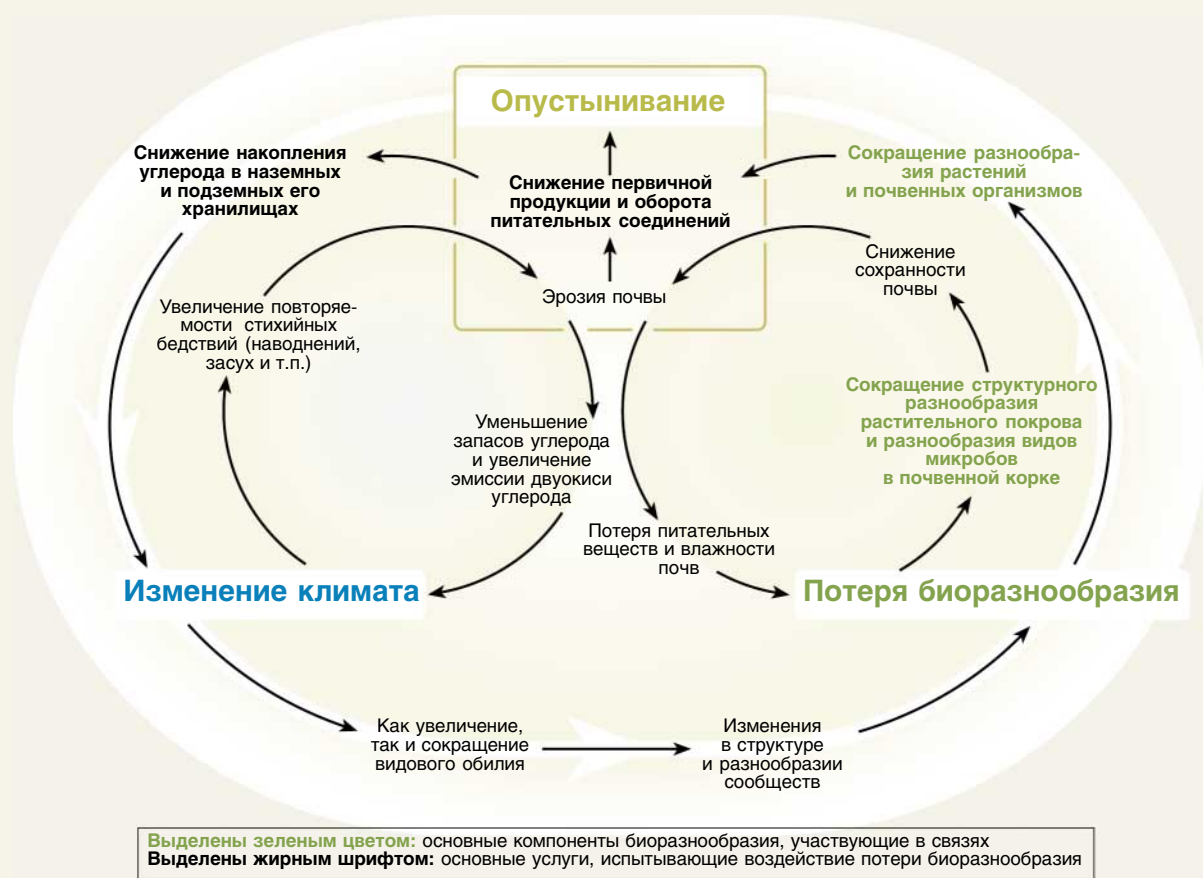 Опустынивание
Снижение накопления
углерода в наземных
и подземных его
хранилищах
Снижение первичной
продукции и оборота
питательных соединений
Сокращение разнообра-
зия растений
и почвенных организмов
Снижение
сохранности
почвы
Эрозия почвы
Увеличение повторяе-
мости стихийных
бедствий (наводнений,
засух и т.п.)
Сокращение структурного
разнообразия
растительного покрова
и разнообразия видов
микробов
в почвенной корке
Уменьшение
запасов углерода
и увеличение
эмиссии двуокиси
углерода
Потеря питательных
веществ и влажности
почв
Изменение климата
Потеря биоразнообразия
Как увеличение,
так и сокращение
видового обилия
Изменения
в структуре
и разнообразии
сообществ
Выделены зеленым цветом: основные компоненты биоразнообразия, участвующие в связях
Выделены жирным шрифтом: основные услуги, испытывающие воздействие потери биоразнообразия